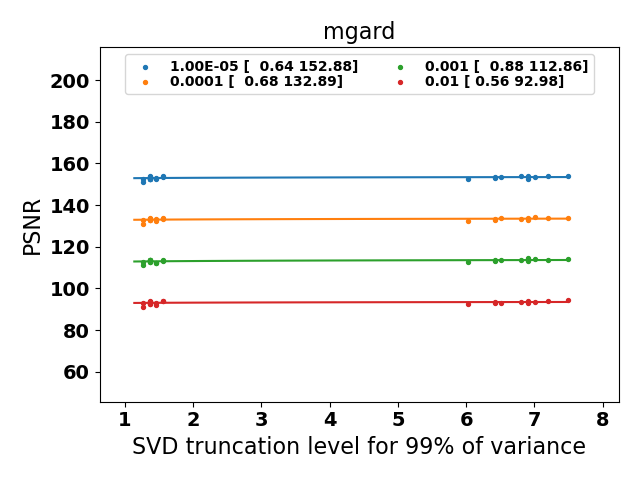 mgard
1.00E-05 [  0.64 152.88]
0.0001 [  0.68 132.89]
0.001 [  0.88 112.86]
0.01 [ 0.56 92.98]
PSNR
200
180
160
140
120
100
80
60
1 2 3 4 5 6 7 8
SVD truncation level for 99% of variance